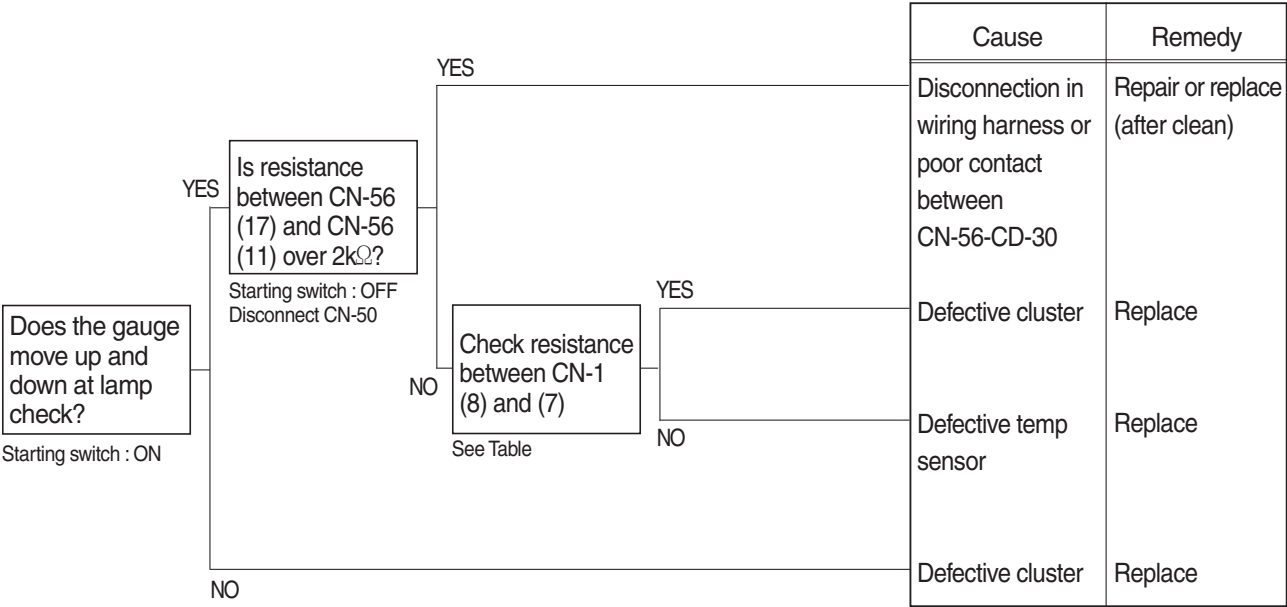 Does the gauge
move up and
down at lamp
check?
Starting switch : ON
YES
NO
Is resistance
between CN-56
(17) and CN-56
(11) over 2kΩ?
Starting switch : OFF
Disconnect CN-50
YES
NO
Check resistance
between CN-1
(8) and (7)
See Table
YES
NO
Cause
Remedy
Disconnection in
wiring harness or
poor contact
between
CN-56-CD-30
Repair or replace
(after clean)
Defective cluster
Replace
Defective temp
sensor
Replace
Defective cluster
Replace